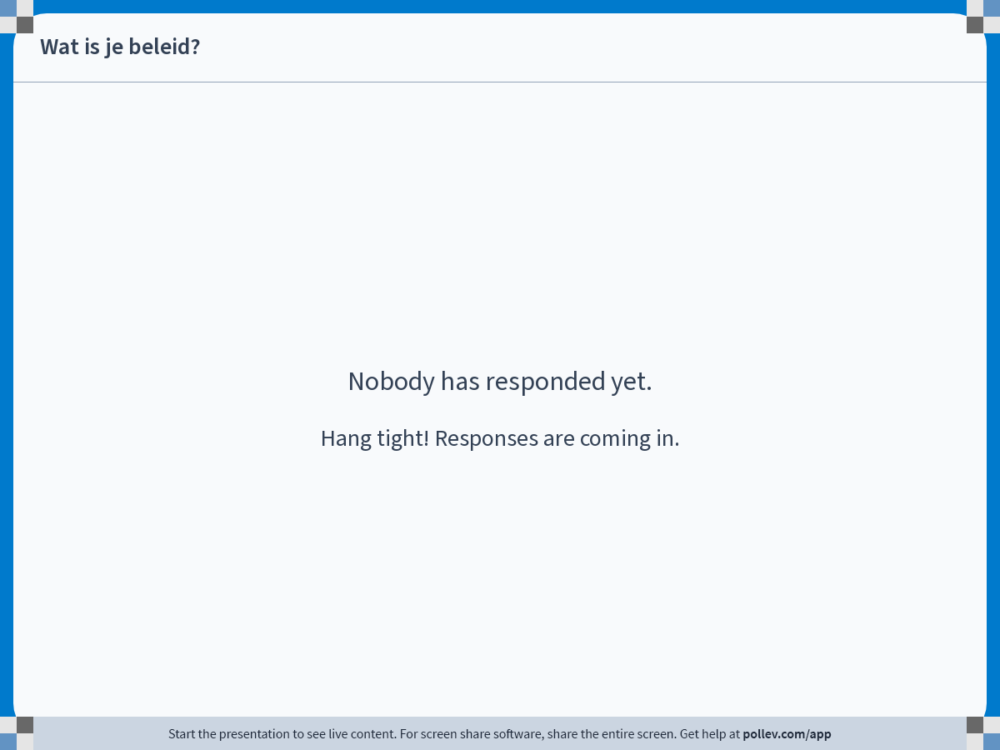 Wat is je beleid?
Nobody has responded yet.
Hang tight! Responses are coming in.
Start the presentation to see live content. For screen share software, share the entire screen. Get help at pollev.com/app